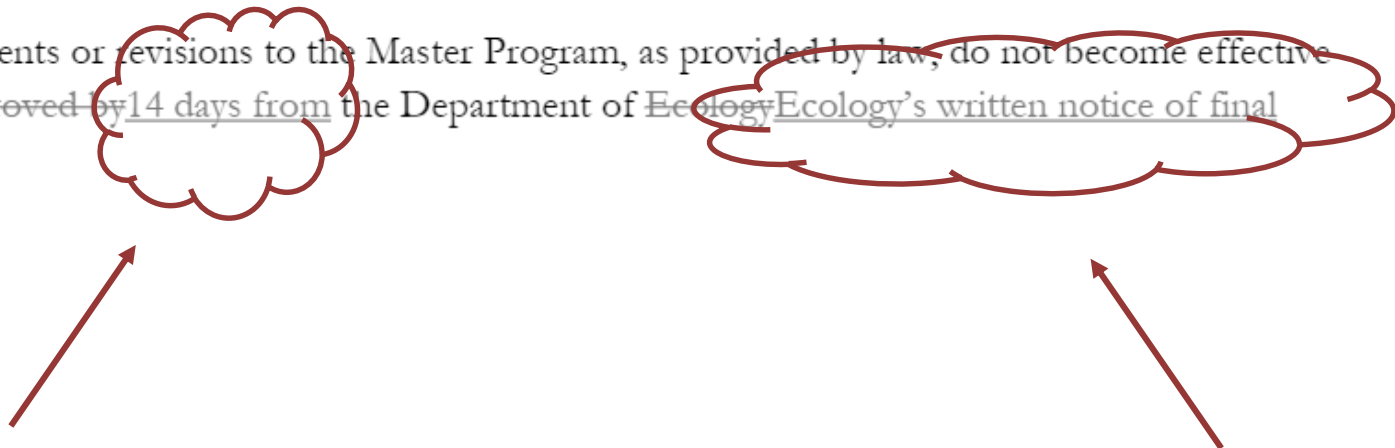 ents or revisions to the Master Program, as provided by law, do not become effective
oved by14 days from the Department of EcologyEcology’s written notice of final